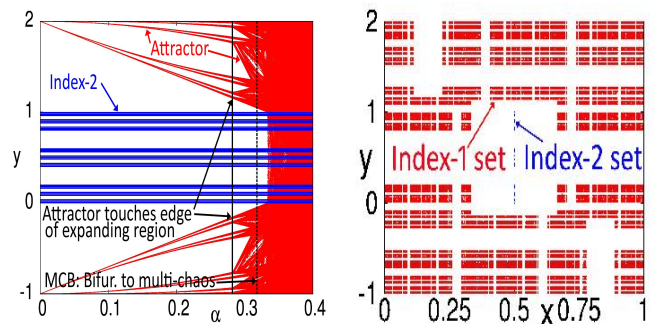 2
1
y
0
-1
Attractor
Index-2
Attractor touches edge
of expanding region
MCB: Bifur. to multi-chaos
0 0.1 0.2 0.3 0.4
α
2
1
y
0
-1
Index-1 set
Index-2 set
0 0.25 0.5 X 0.75 1